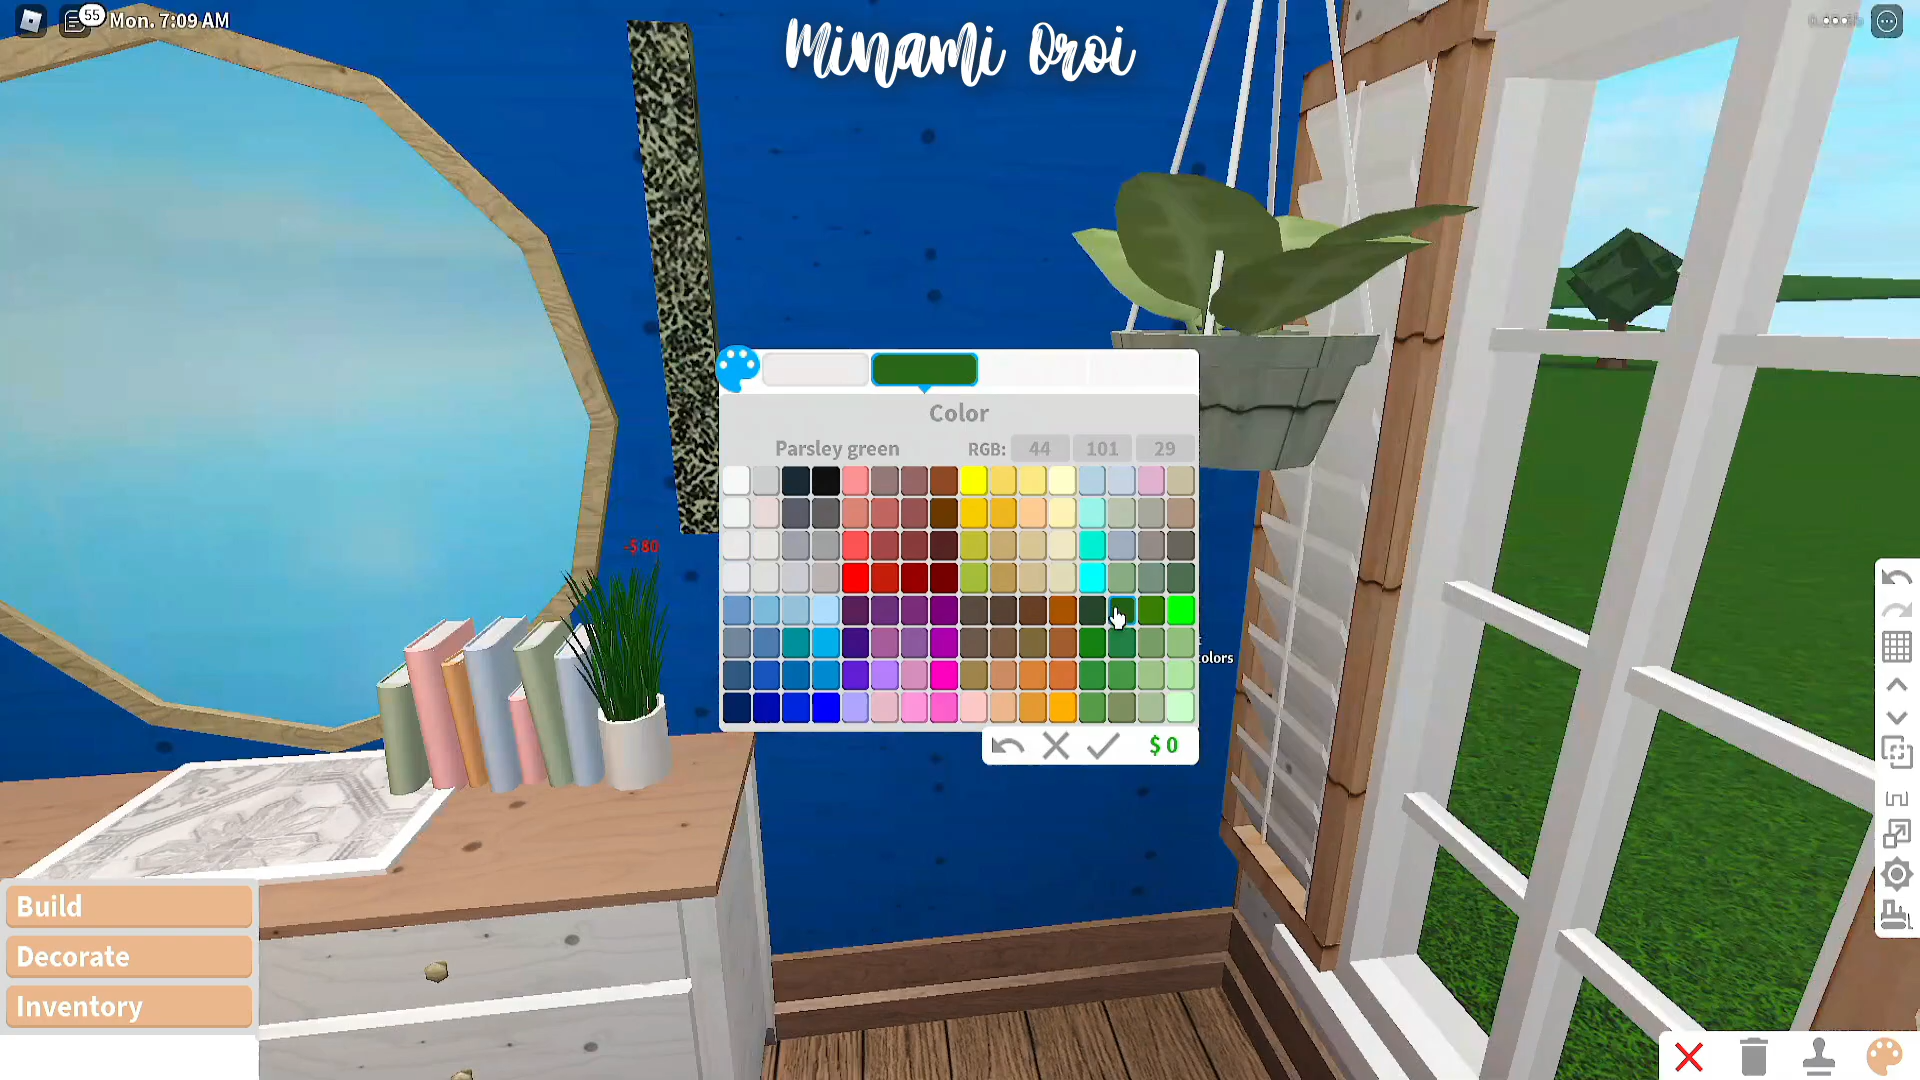 55
Mon. 7:09 AM
Minami Oroi
Color
Parsley green
RGB: 44 101 29
-$80
olors
$ 0
Build
Decorate
Inventory